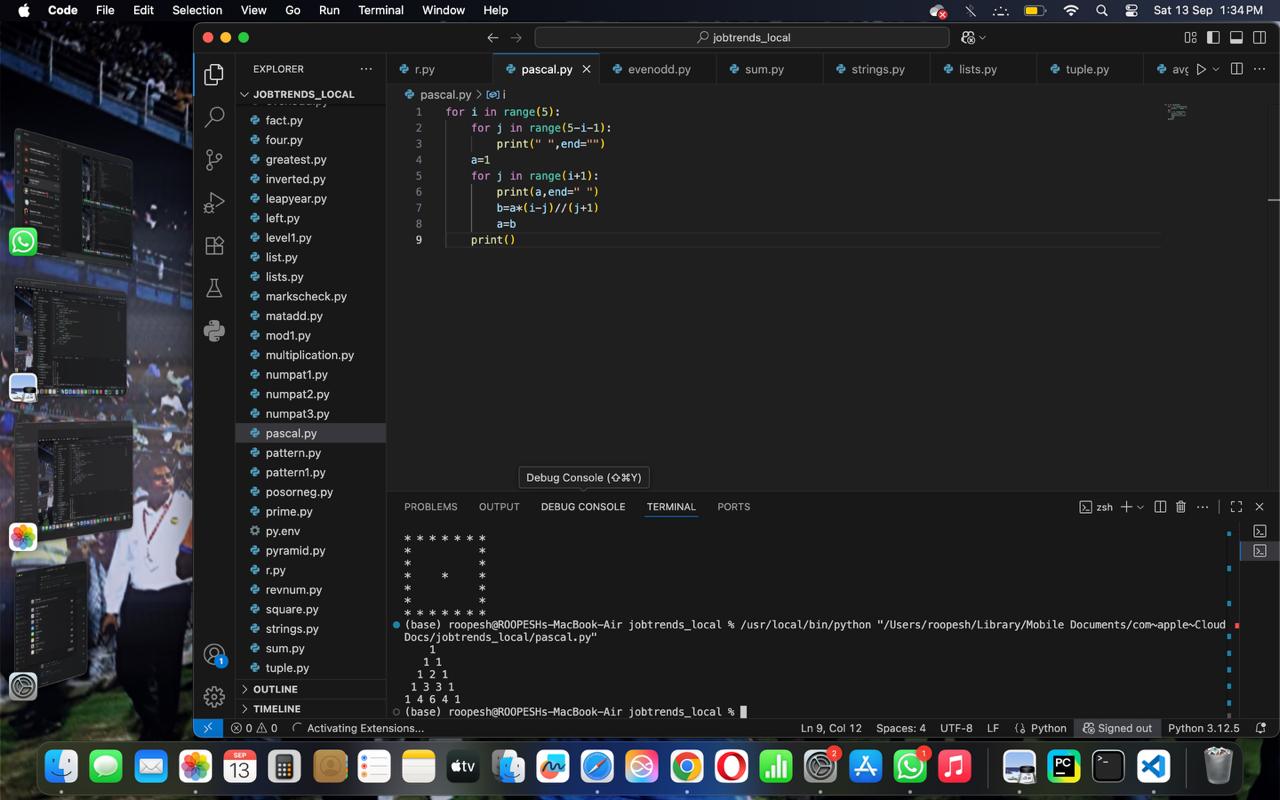 Code File Edit Selection View Go Run Terminal Window Help Sat 13 Sep 1:34 PM
jobtrends_local
EXPLORER
r.py pascal.py evenodd.py sum.py strings.py lists.py tuple.py avg
JOBTRENDS_LOCAL
pascal.py > i
fact.py
four.py
greatest.py
inverted.py
leapyear.py
left.py
level1.py
list.py
lists.py
markscheck.py
matadd.py
mod1.py
multiplication.py
numpat1.py
numpat2.py
numpat3.py
pascal.py
pattern.py
pattern1.py
posorneg.py
prime.py
py.env
pyramid.py
r.py
revnum.py
square.py
strings.py
sum.py
tuple.py
OUTLINE
TIMELINE
1 for i in range(5):
2     for j in range(5-i-1):
3         print(" ",end="")
4     a=1
5     for j in range(i+1):
6         print(a,end=" ")
7         b=a*(i-j)//(j+1)
8         a=b
9     print()
Debug Console (⇧⌘Y)
PROBLEMS OUTPUT DEBUG CONSOLE TERMINAL PORTS
zsh
* * * * * * *
*           *
*           *
*     *     *
*           *
*           *
* * * * * * *
(base) roopesh@ROOPESHs-MacBook-Air jobtrends_local % /usr/local/bin/python "/Users/roopesh/Library/Mobile Documents/com~apple~Cloud
Docs/jobtrends_local/pascal.py"
    1
   1 1
  1 2 1
 1 3 3 1
1 4 6 4 1
(base) roopesh@ROOPESHs-MacBook-Air jobtrends_local %
1
0 0 Activating Extensions... Ln 9, Col 12 Spaces: 4 UTF-8 LF Python Signed out Python 3.12.5
SEP
13
tv
2
1
PC